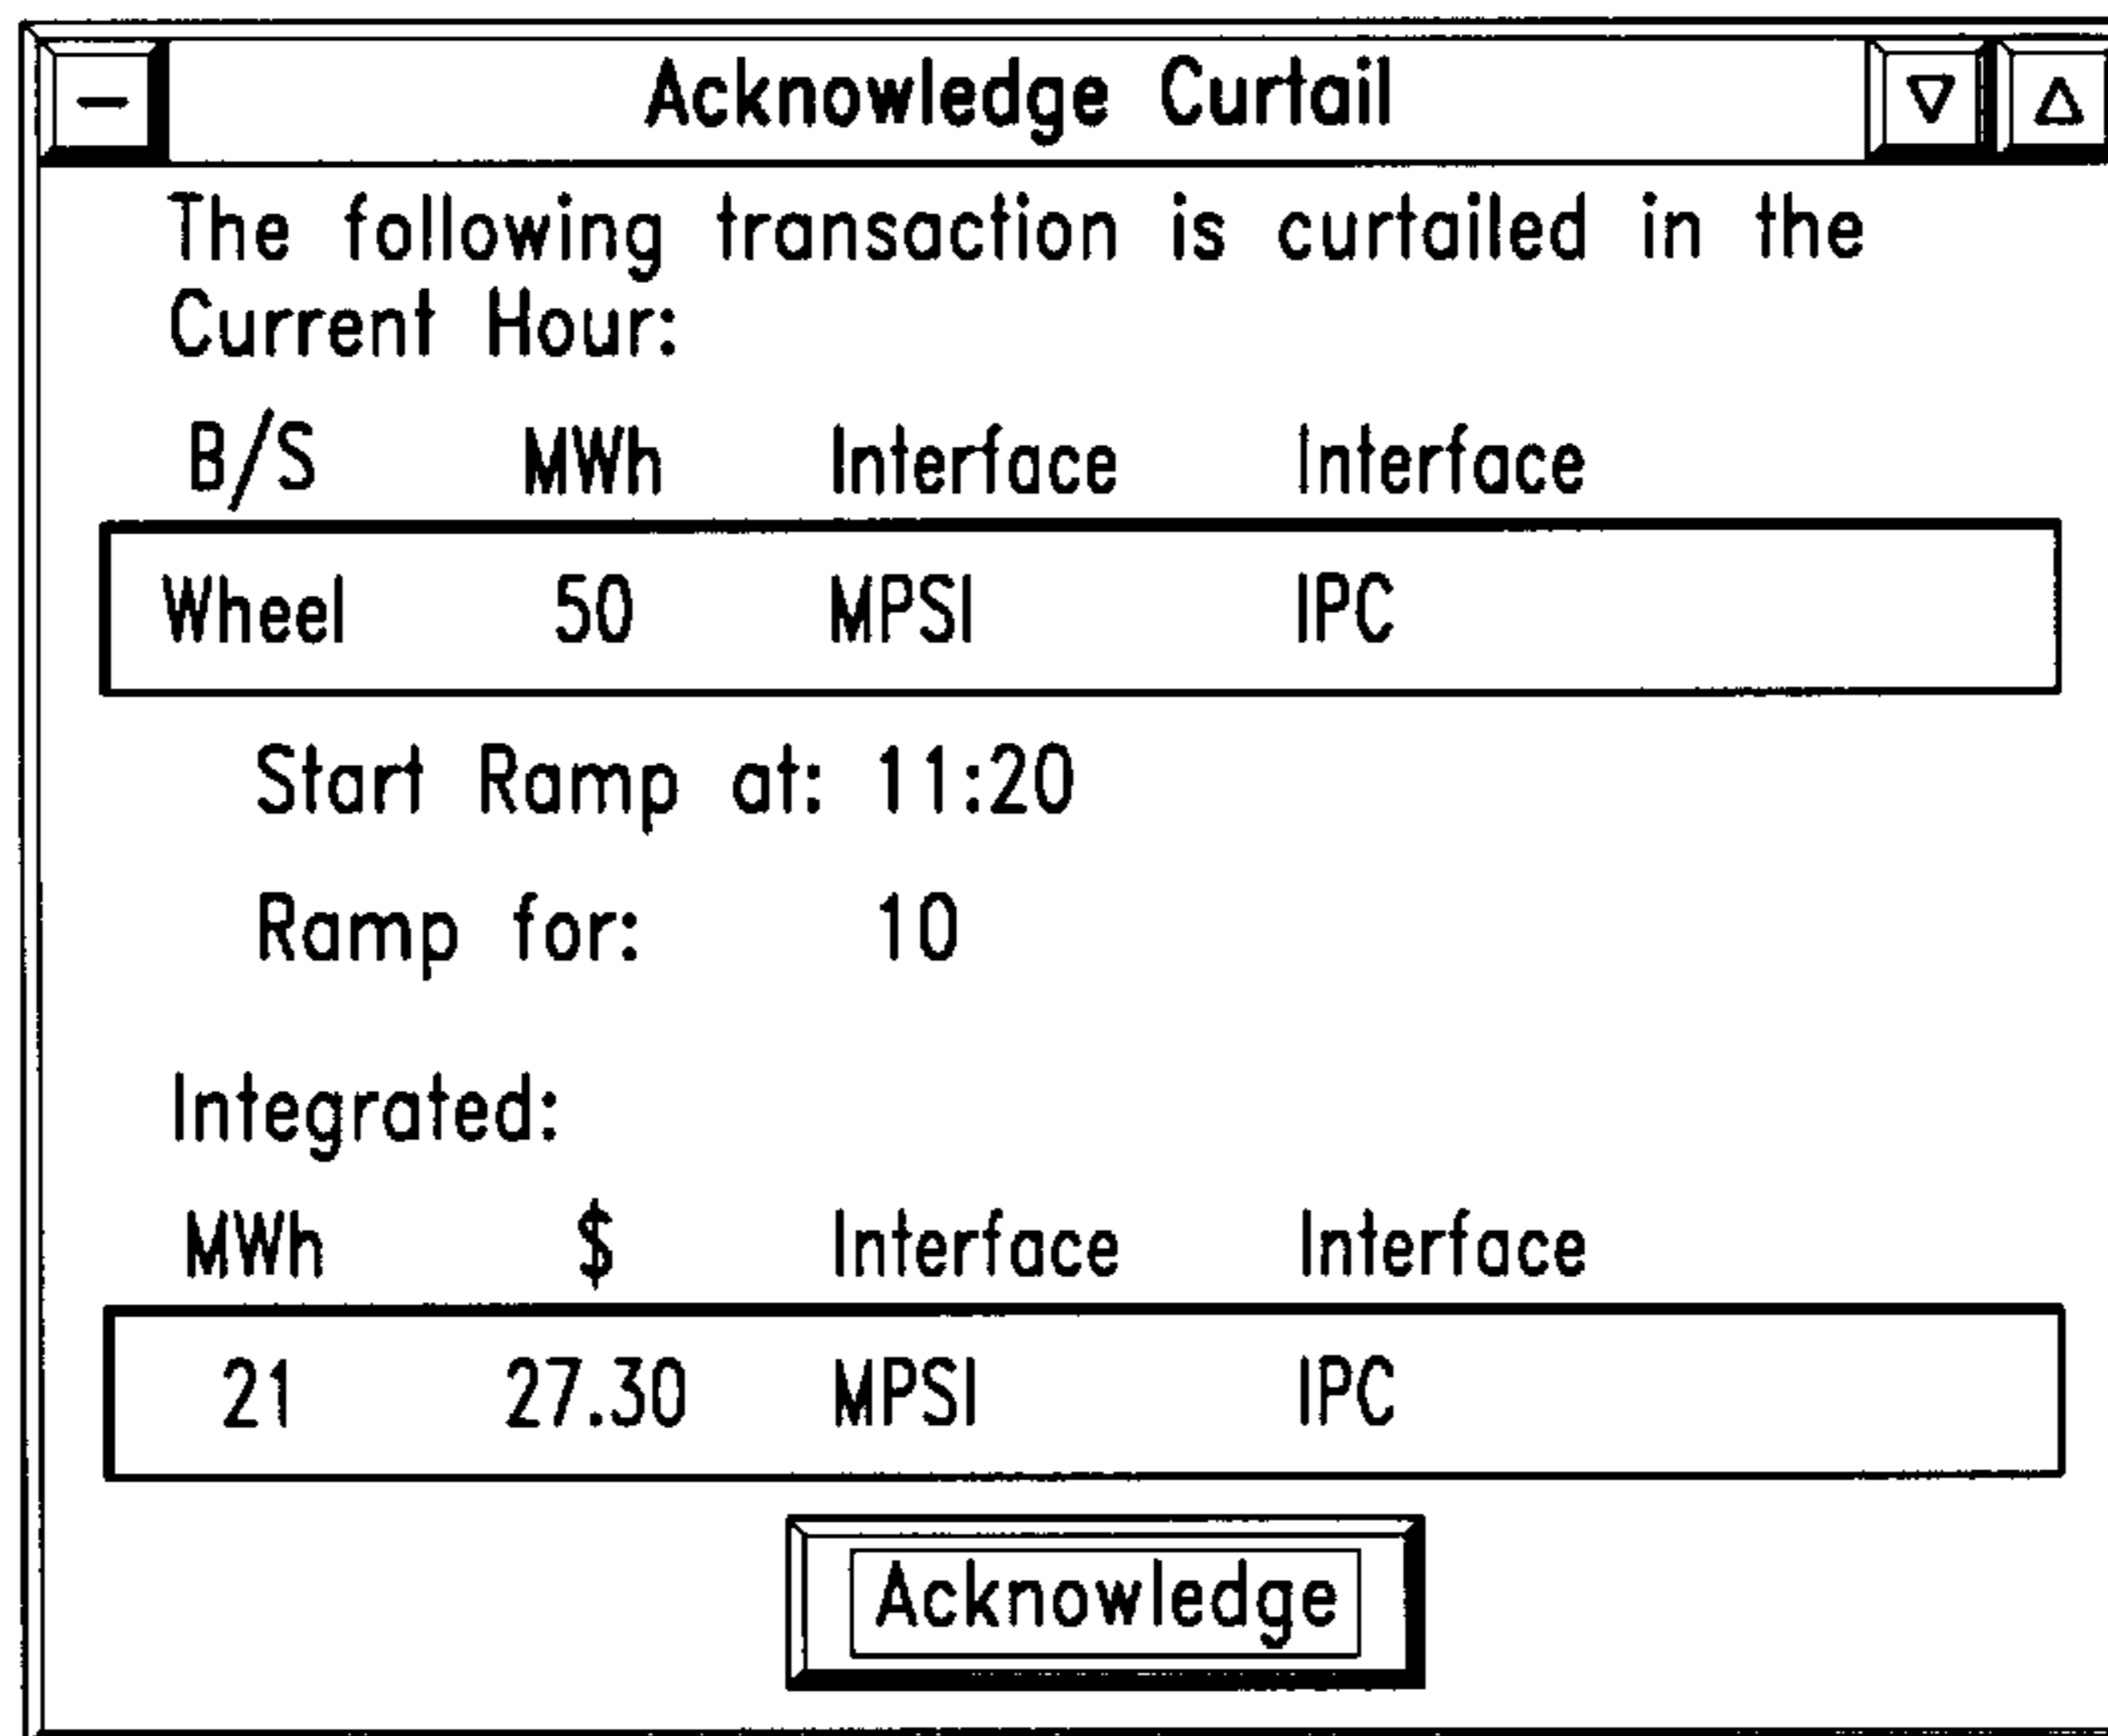 Acknowledge Curtail
The following transaction is curtailed in the
Current Hour:
B/S MWh Interface Interface
Wheel 50 MPSI IPC
Start Ramp at: 11:20
Ramp for: 10
Integrated:
MWh $ Interface Interface
21 27.30 MPSI IPC
Acknowledge